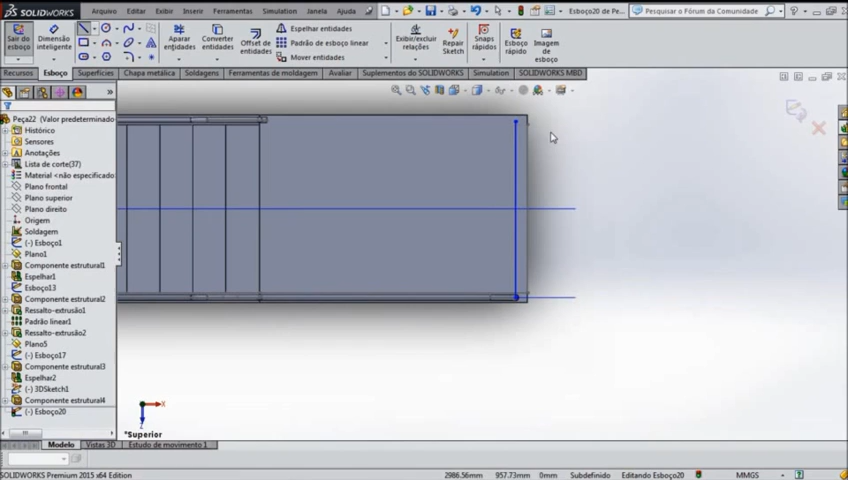 SOLIDWORKS Arquivo Editar Exibir Inserir Ferramentas Simulation Janela Ajuda Esboço20 de Pe... Pesquisar o Fórum da Comunidade
Sair do esboço Dimensão inteligente Aparar entidades Converter entidades Offset de entidades Espelhar entidades Exibir/Excluir relações Repair Sketch Snaps rápidos Esboço rápido Imagem de esboço
Padrão de esboço linear
Mover entidades
Recursos Esboço Superfícies Chapa metálica Soldagens Ferramentas de moldagem Avaliar Suplementos do SOLIDWORKS Simulation SOLIDWORKS MBD
Peça22 (Valor predeterminado
Histórico
Sensores
Anotações
Lista de corte(37)
Material <não especificado
Plano frontal
Plano superior
Plano direito
Origem
Soldagem
(-) Esboço1
Plano1
Componente estrutural1
Espelhar1
Esboço13
Componente estrutural2
Ressalto-extrusão1
Padrão linear1
Ressalto-extrusão2
Plano5
(-) Esboço17
Componente estrutural3
Espelhar2
(-) 3DSketch1
Componente estrutural4
(-) Esboço20
X
Z
*Superior
Modelo Vistas 3D Estudo de movimento 1
SOLIDWORKS Premium 2015 x64 Edition 2986.56mm 957.73mm 0mm Subdefinido Editando Esboço20 MMGS